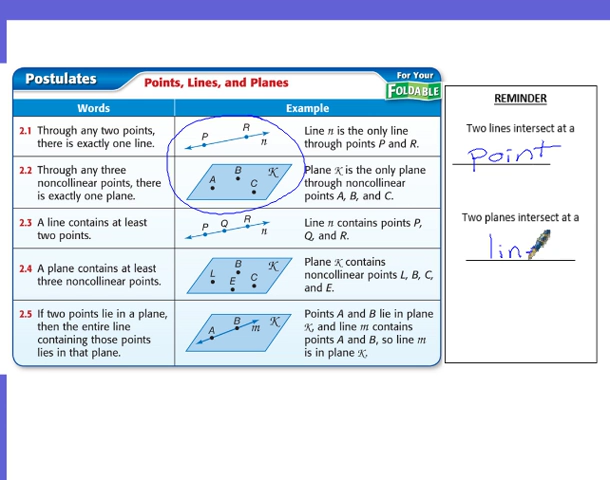 Postulates
Points, Lines, and Planes
For Your
FOLDABLE
Words
Example
2.1 Through any two points,
there is exactly one line.
P
R
n
Line n is the only line
through points P and R.
2.2 Through any three
noncollinear points, there
is exactly one plane.
A
B
C
K
Plane K is the only plane
through noncollinear
points A, B, and C.
2.3 A line contains at least
two points.
P
Q
R
n
Line n contains points P,
Q, and R.
2.4 A plane contains at least
three noncollinear points.
L
B
E
C
K
Plane K contains
noncollinear points L, B, C,
and E.
2.5 If two points lie in a plane,
then the entire line
containing those points
lies in that plane.
A
B
m
K
Points A and B lie in plane
K, and line m contains
points A and B, so line m
is in plane K.
REMINDER
Two lines intersect at a
point
Two planes intersect at a
lin